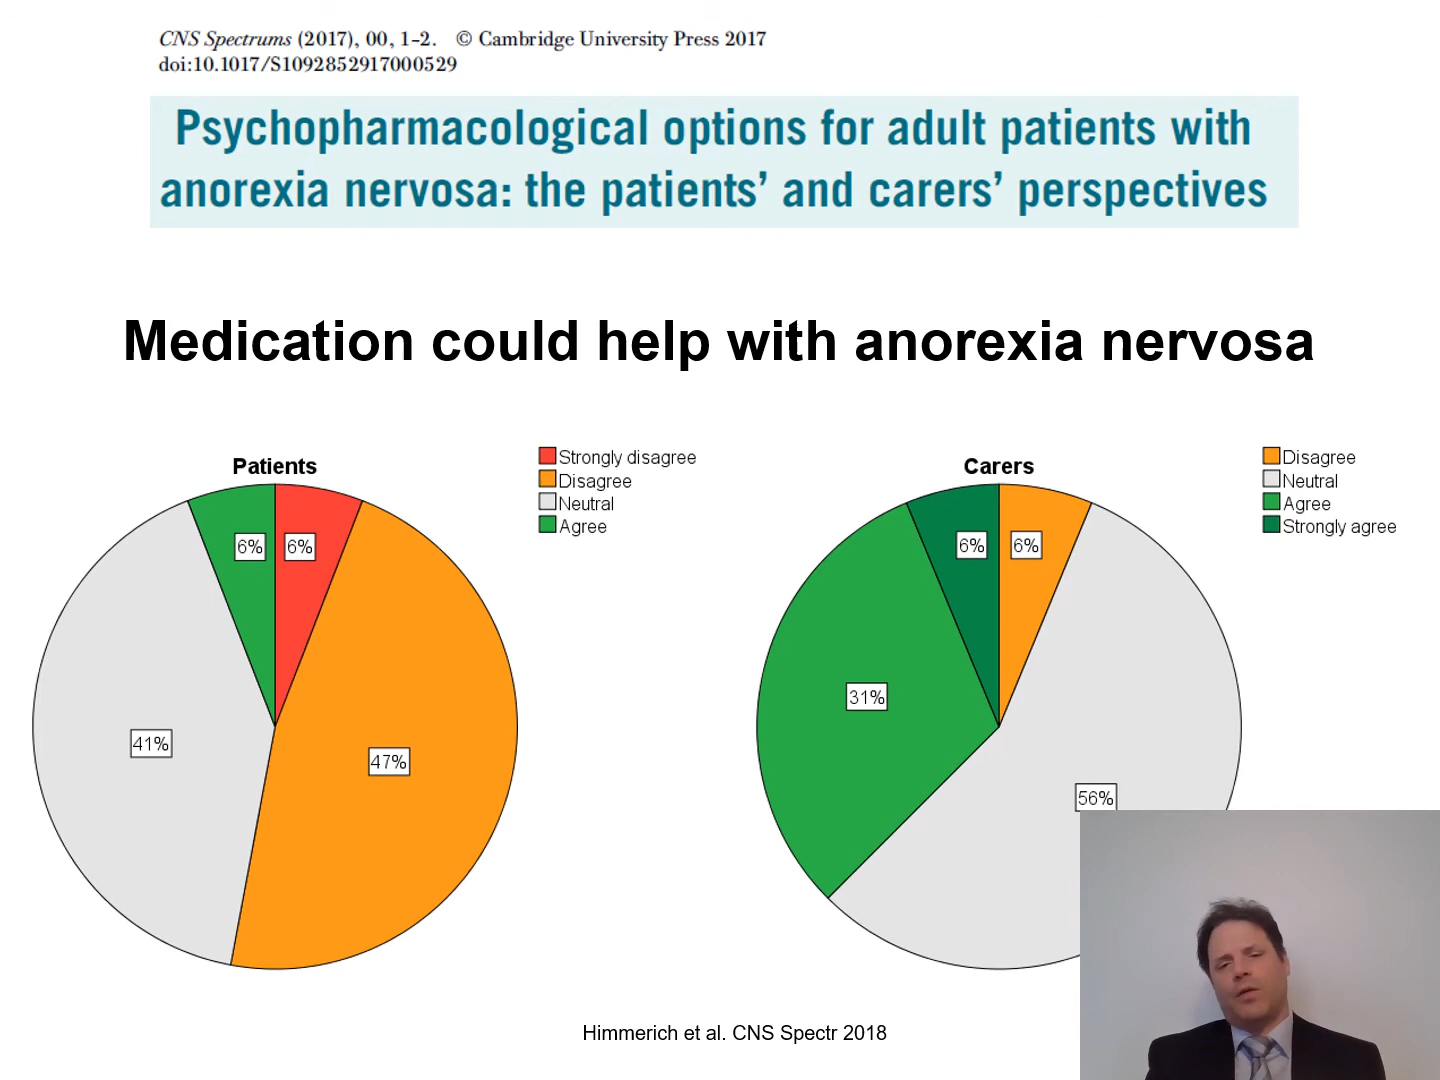 CNS Spectrums (2017), 00, 1–2. © Cambridge University Press 2017
doi:10.1017/S1092852917000529
Psychopharmacological options for adult patients with
anorexia nervosa: the patients’ and carers’ perspectives
Medication could help with anorexia nervosa
Patients
Strongly disagree
Disagree
Neutral
Agree
6%
6%
41%
47%
Carers
Disagree
Neutral
Agree
Strongly agree
6%
6%
31%
56%
Himmerich et al. CNS Spectr 2018